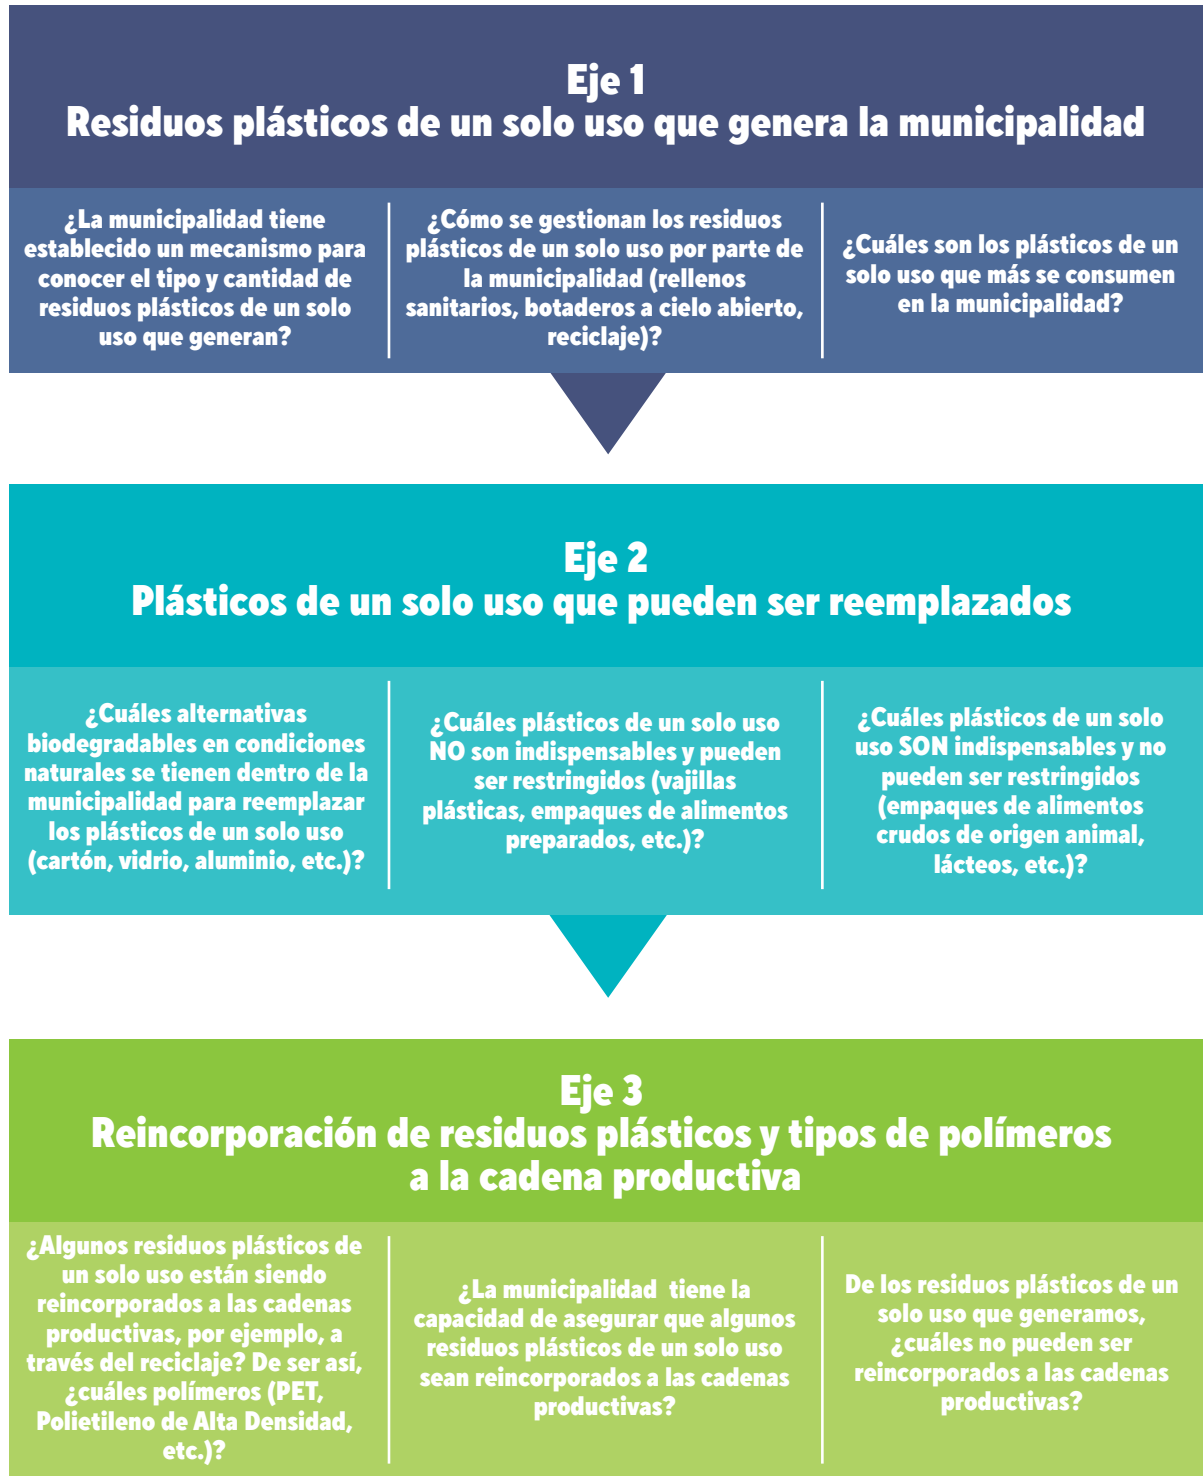 Eje 1
Residuos plásticos de un solo uso que genera la municipalidad
¿La municipalidad tiene
establecido un mecanismo para
conocer el tipo y cantidad de
residuos plásticos de un solo
uso que generan?
¿Cómo se gestionan los residuos
plásticos de un solo uso por parte de
la municipalidad (rellenos
sanitarios, botaderos a cielo abierto,
reciclaje)?
¿Cuáles son los plásticos de un
solo uso que más se consumen
en la municipalidad?
Eje 2
Plásticos de un solo uso que pueden ser reemplazados
¿Cuáles alternativas
biodegradables en condiciones
naturales se tienen dentro de la
municipalidad para reemplazar
los plásticos de un solo uso
(cartón, vidrio, aluminio, etc.)?
¿Cuáles plásticos de un solo uso
NO son indispensables y pueden
ser restringidos (vajillas
plásticas, empaques de alimentos
preparados, etc.)?
¿Cuáles plásticos de un solo
uso SON indispensables y no
pueden ser restringidos
(empaques de alimentos
crudos de origen animal,
lácteos, etc.)?
Eje 3
Reincorporación de residuos plásticos y tipos de polímeros
a la cadena productiva
¿Algunos residuos plásticos de
un solo uso están siendo
reincorporados a las cadenas
productivas, por ejemplo, a
través del reciclaje? De ser así,
¿cuáles polímeros (PET,
Polietileno de Alta Densidad,
etc.)?
¿La municipalidad tiene la
capacidad de asegurar que algunos
residuos plásticos de un solo uso
sean reincorporados a las cadenas
productivas?
De los residuos plásticos de un
solo uso que generamos,
¿cuáles no pueden ser
reincorporados a las cadenas
productivas?